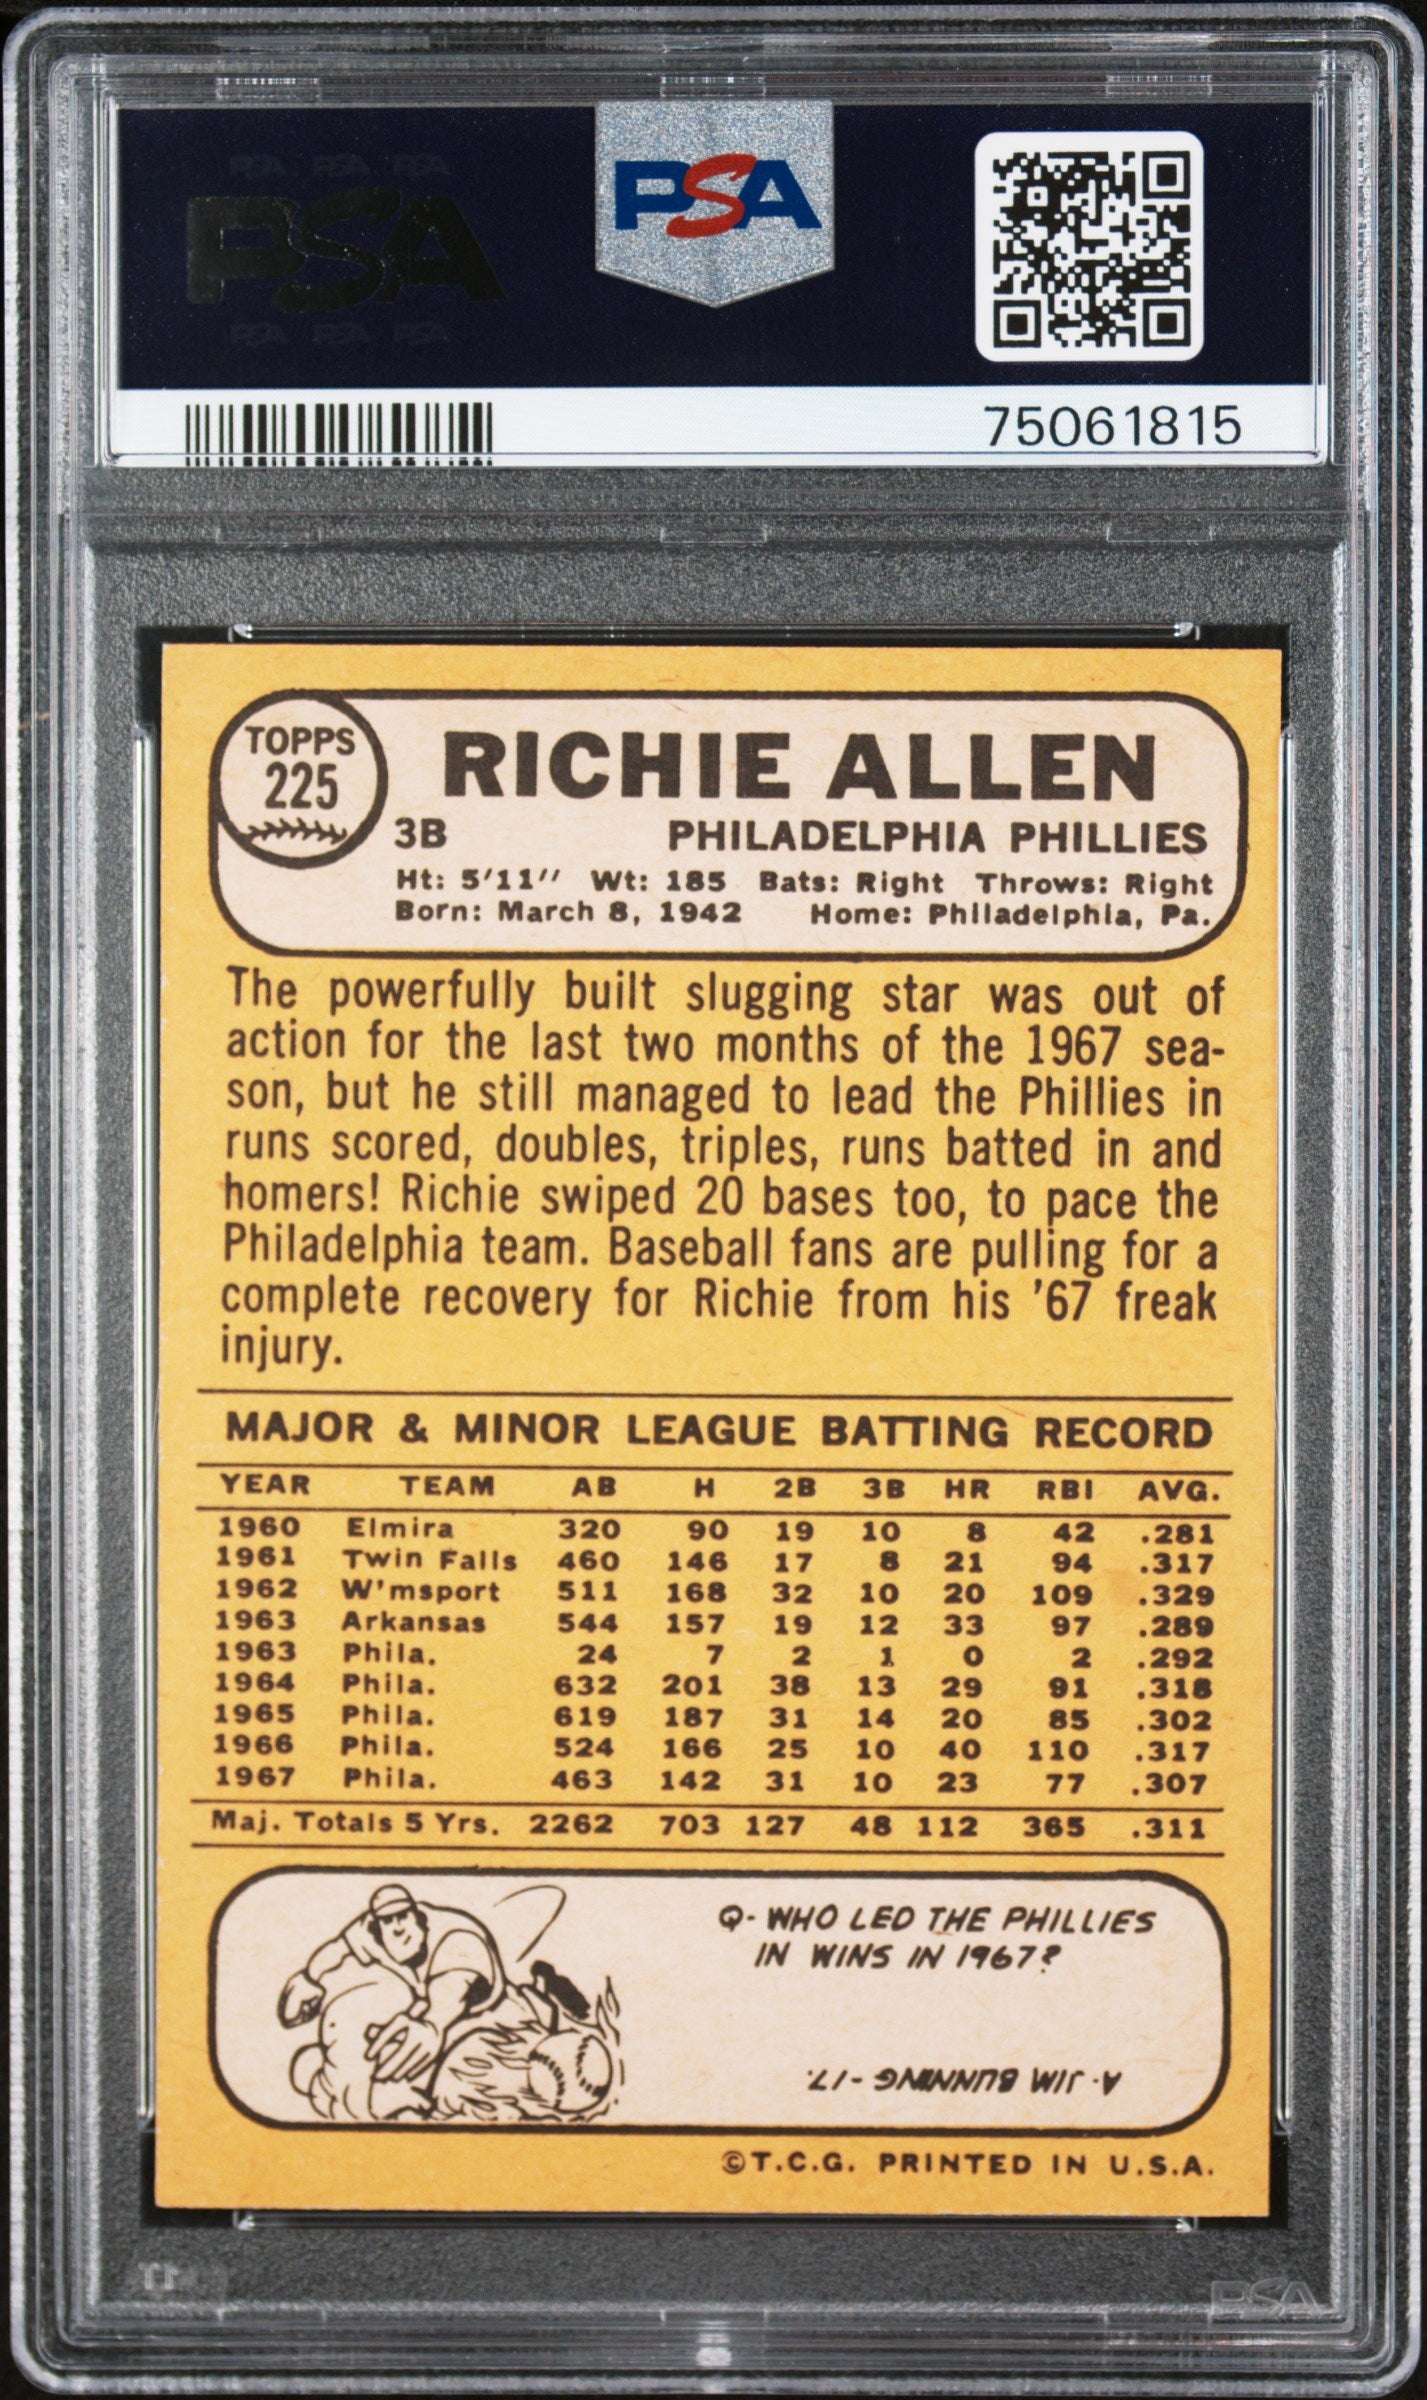 PSA PSA PSA
PSA
PSA PSA PSA
PSA
75061815
TOPPS
225
RICHIE ALLEN
3B PHILADELPHIA PHILLIES
Ht: 5'11" Wt: 185 Bats: Right Throws: Right
Born: March 8, 1942 Home: Philadelphia, Pa.
The powerfully built slugging star was out of
action for the last two months of the 1967 sea-
son, but he still managed to lead the Phillies in
runs scored, doubles, triples, runs batted in and
homers! Richie swiped 20 bases too, to pace the
Philadelphia team. Baseball fans are pulling for a
complete recovery for Richie from his '67 freak
injury.
MAJOR & MINOR LEAGUE BATTING RECORD
YEAR TEAM AB H 2B 3B HR RBI AVG.
1960 Elmira 320 90 19 10 8 42 .281
1961 Twin Falls 460 146 17 8 21 94 .317
1962 W'msport 511 168 32 10 20 109 .329
1963 Arkansas 544 157 19 12 33 97 .289
1963 Phila. 24 7 2 1 0 2 .292
1964 Phila. 632 201 38 13 29 91 .318
1965 Phila. 619 187 31 14 20 85 .302
1966 Phila. 524 166 25 10 40 110 .317
1967 Phila. 463 142 31 10 23 77 .307
Maj. Totals 5 Yrs. 2262 703 127 48 112 365 .311
Q- WHO LED THE PHILLIES
IN WINS IN 1967?
A- JIM BUNNING -17.
©T.C.G. PRINTED IN U.S.A.
TM
PSA